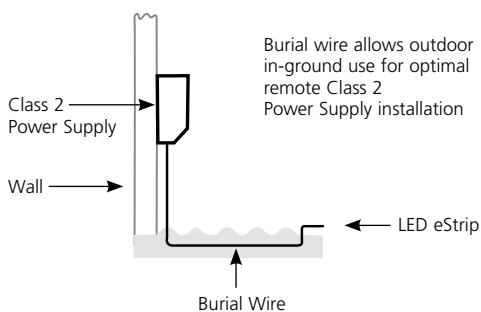 Burial wire allows outdoor
in-ground use for optimal
remote Class 2
Power Supply installation
Class 2
Power Supply
Wall
LED eStrip
Burial Wire